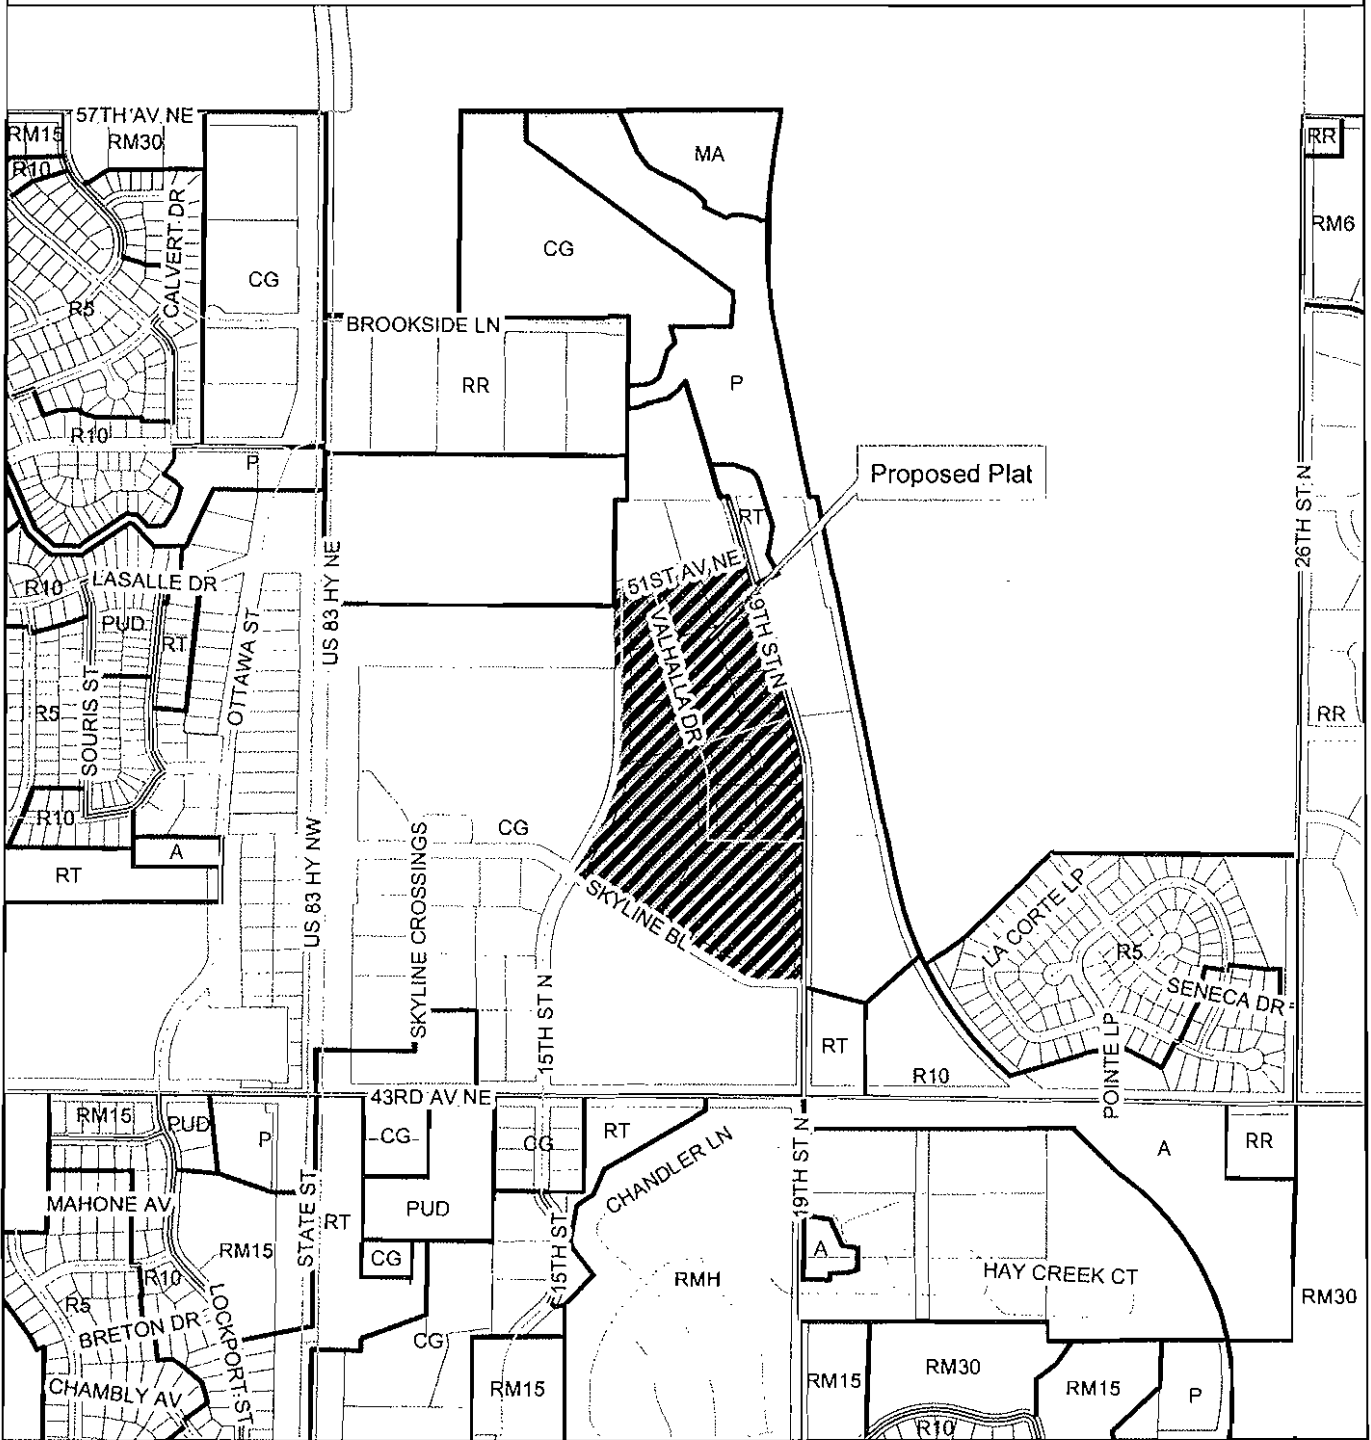 57TH AV NE
RM15
RM30
R10
CALVERT DR
CG
R5
R10
P
MA
CG
BROOKSIDE LN
RR
P
RR
RM6
Proposed Plat
RT
51ST AV NE
VALHALLA DR
9TH ST N
26TH ST N
RR
R10
LASALLE DR
PUD
RT
OTTAWA ST
US 83 HY NE
R5
SOURIS ST
R10
A
RT
US 83 HY NW
SKYLINE CROSSINGS
CG
SKYLINE BL
15TH ST N
LA CORTE LP
R5
SENECA DR
POINTE LP
RT
R10
43RD AV NE
RM15
PUD
P
CG
CG
RT
CHANDLER LN
19TH ST N
A
RR
MAHONE AV
STATE ST
RT
PUD
15TH ST
RM15
CG
RMH
A
HAY CREEK CT
RM30
R10
R5
BRETON DR
LOCKPORT ST
CG
CHAMBLY AV
RM15
RM15
RM30
RM15
P
R10